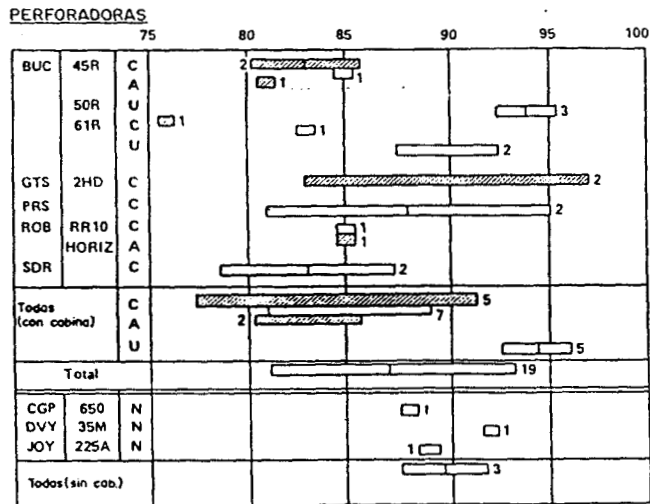 PERFORADORAS
75 80 85 90 95 100
BUC 45R C 2 1
A 1
50R U 3
61R C 1 1
U 2
GTS 2HD C 2
PRS C 2
ROB RR10 C 1
HORIZ A 1
SDR C 2
Todas (con cabina) C 5
7
A 2
U 5
Total 19
CGP 650 N 1
DVY 35M N 1
JOY 225A N 1
Todas (sin cab.) 3